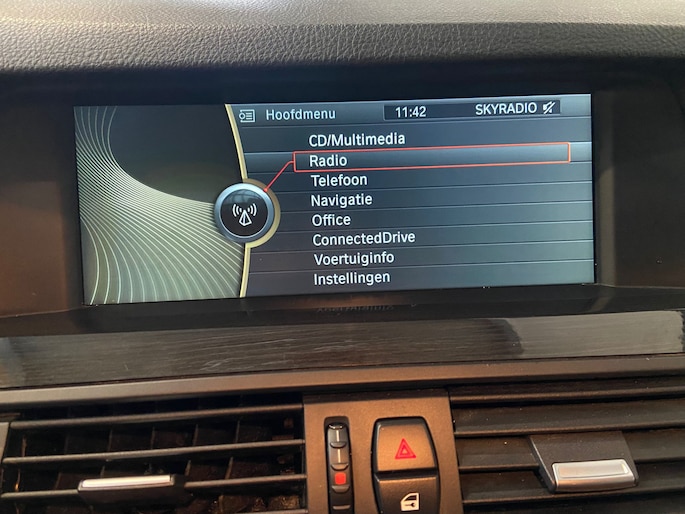 Hoofdmenu 11:42 SKYRADIO
CD/Multimedia
Radio
Telefoon
Navigatie
Office
ConnectedDrive
Voertuiginfo
Instellingen